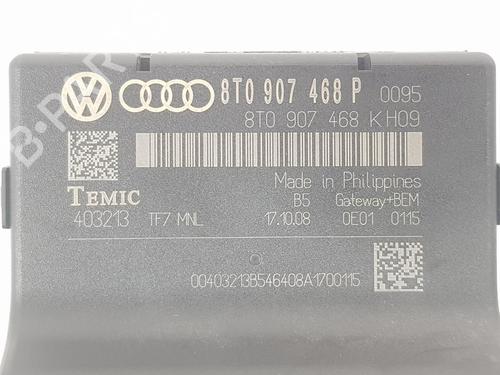 8T0 907 468 P 0095
8T0 907 468 K H09
TEMIC
Made in Philippines
B5 Gateway+BEM
403213 TF7 MNL 17.10.08 0E01 0115
00403213B546408A1700115
B-PARTS